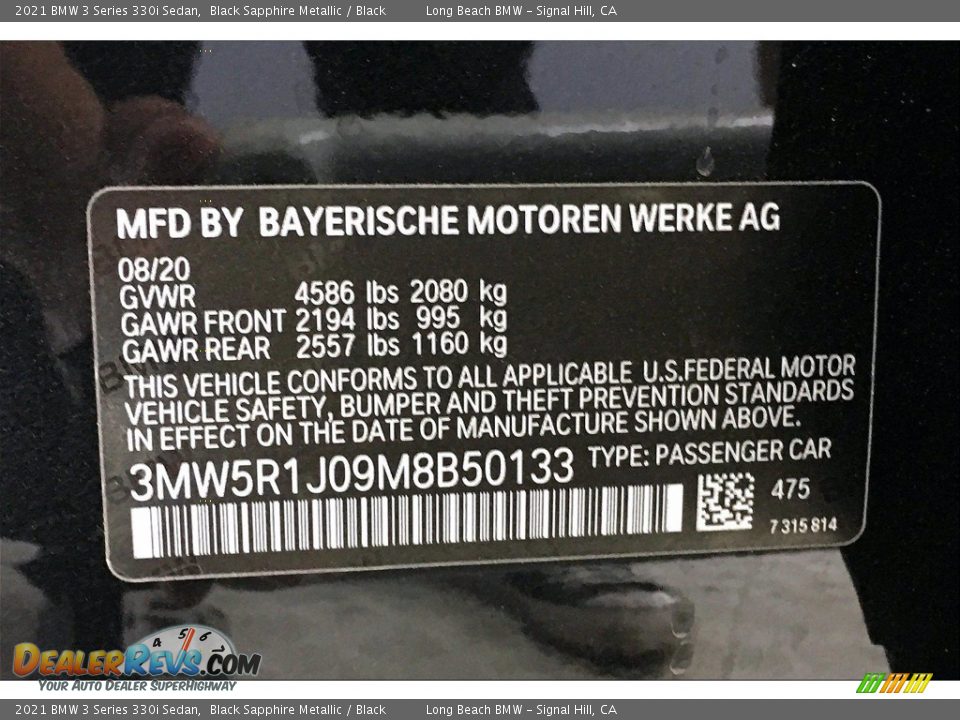 2021 BMW 3 Series 330i Sedan,  Black Sapphire Metallic / Black    Long Beach BMW – Signal Hill, CA
MFD BY BAYERISCHE MOTOREN WERKE AG
08/20
GVWR 4586 lbs 2080 kg
GAWR FRONT 2194 lbs 995 kg
GAWR REAR 2557 lbs 1160 kg
THIS VEHICLE CONFORMS TO ALL APPLICABLE U.S.FEDERAL MOTOR
VEHICLE SAFETY, BUMPER AND THEFT PREVENTION STANDARDS
IN EFFECT ON THE DATE OF MANUFACTURE SHOWN ABOVE.
3MW5R1J09M8B50133 TYPE: PASSENGER CAR
475
7315814
4 5 6
DEALERREVS.COM
YOUR AUTO DEALER SUPERHIGHWAY
2021 BMW 3 Series 330i Sedan,  Black Sapphire Metallic / Black    Long Beach BMW – Signal Hill, CA